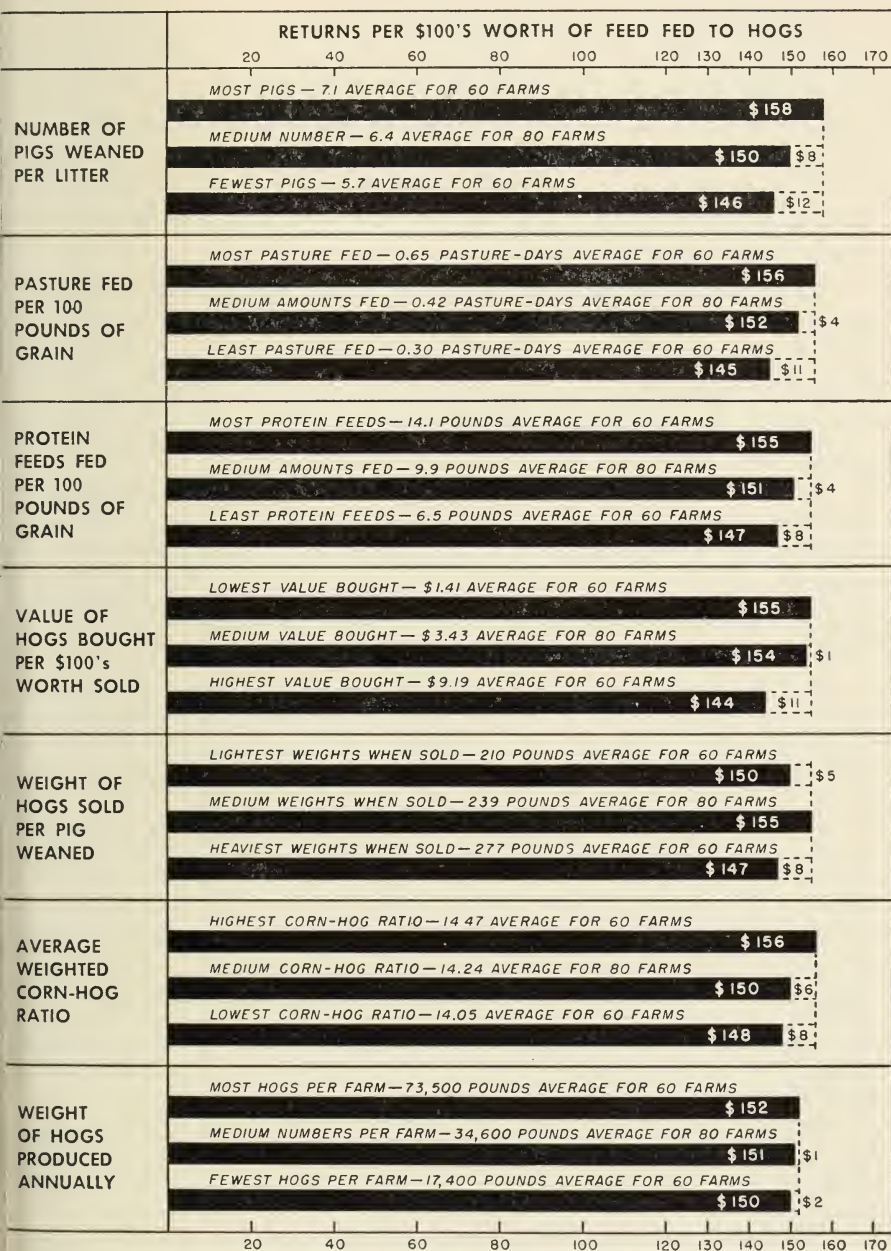 RETURNS PER $100'S WORTH OF FEED FED TO HOGS
20 40 60 80 100 120 130 140 150 160 170
NUMBER OF
PIGS WEANED
PER LITTER
MOST PIGS — 7.1 AVERAGE FOR 60 FARMS
$158
MEDIUM NUMBER — 6.4 AVERAGE FOR 80 FARMS
$150 $8
FEWEST PIGS — 5.7 AVERAGE FOR 60 FARMS
$146 $12
PASTURE FED
PER 100
POUNDS OF
GRAIN
MOST PASTURE FED — 0.65 PASTURE-DAYS AVERAGE FOR 60 FARMS
$156
MEDIUM AMOUNTS FED — 0.42 PASTURE-DAYS AVERAGE FOR 80 FARMS
$152 $4
LEAST PASTURE FED — 0.30 PASTURE-DAYS AVERAGE FOR 60 FARMS
$145 $11
PROTEIN
FEEDS FED
PER 100
POUNDS OF
GRAIN
MOST PROTEIN FEEDS — 14.1 POUNDS AVERAGE FOR 60 FARMS
$155
MEDIUM AMOUNTS FED — 9.9 POUNDS AVERAGE FOR 80 FARMS
$151 $4
LEAST PROTEIN FEEDS — 6.5 POUNDS AVERAGE FOR 60 FARMS
$147 $8
VALUE OF
HOGS BOUGHT
PER $100's
WORTH SOLD
LOWEST VALUE BOUGHT — $1.41 AVERAGE FOR 60 FARMS
$155
MEDIUM VALUE BOUGHT — $3.43 AVERAGE FOR 80 FARMS
$154 $1
HIGHEST VALUE BOUGHT — $9.19 AVERAGE FOR 60 FARMS
$144 $11
WEIGHT OF
HOGS SOLD
PER PIG
WEANED
LIGHTEST WEIGHTS WHEN SOLD — 210 POUNDS AVERAGE FOR 60 FARMS
$150 $5
MEDIUM WEIGHTS WHEN SOLD — 239 POUNDS AVERAGE FOR 80 FARMS
$155
HEAVIEST WEIGHTS WHEN SOLD — 277 POUNDS AVERAGE FOR 60 FARMS
$147 $8
AVERAGE
WEIGHTED
CORN-HOG
RATIO
HIGHEST CORN-HOG RATIO — 14 47 AVERAGE FOR 60 FARMS
$156
MEDIUM CORN-HOG RATIO — 14.24 AVERAGE FOR 80 FARMS
$150 $6
LOWEST CORN-HOG RATIO — 14.05 AVERAGE FOR 60 FARMS
$148 $8
WEIGHT
OF HOGS
PRODUCED
ANNUALLY
MOST HOGS PER FARM — 73,500 POUNDS AVERAGE FOR 60 FARMS
$152
MEDIUM NUMBERS PER FARM — 34,600 POUNDS AVERAGE FOR 80 FARMS
$151 $1
FEWEST HOGS PER FARM — 17,400 POUNDS AVERAGE FOR 60 FARMS
$150 $2
20 40 60 80 100 120 130 140 150 160 170